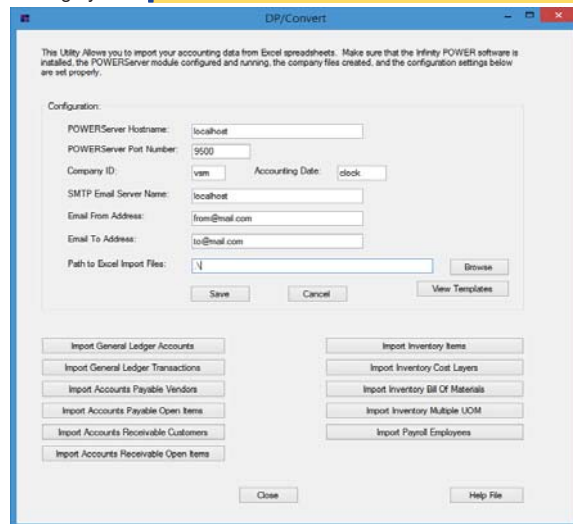 DP/Convert
This Utility Allows you to import your accounting data from Excel spreadsheets. Make sure that the Infinity POWER software is
installed, the POWERServer module configured and running, the company files created, and the configuration settings below
are set properly.
Configuration:
POWERServer Hostname: localhost
POWERServer Port Number: 9500
Company ID: vsm Accounting Date: clock
SMTP Email Server Name: localhost
Email From Address: from@mail.com
Email To Address: to@mail.com
Path to Excel Import Files: .\ Browse
Save Cancel View Templates
Import General Ledger Accounts Import Inventory Items
Import General Ledger Transactions Import Inventory Cost Layers
Import Accounts Payable Vendors Import Inventory Bill Of Materials
Import Accounts Payable Open Items Import Inventory Multiple UOM
Import Accounts Receivable Customers Import Payroll Employees
Import Accounts Receivable Open Items
Close Help File